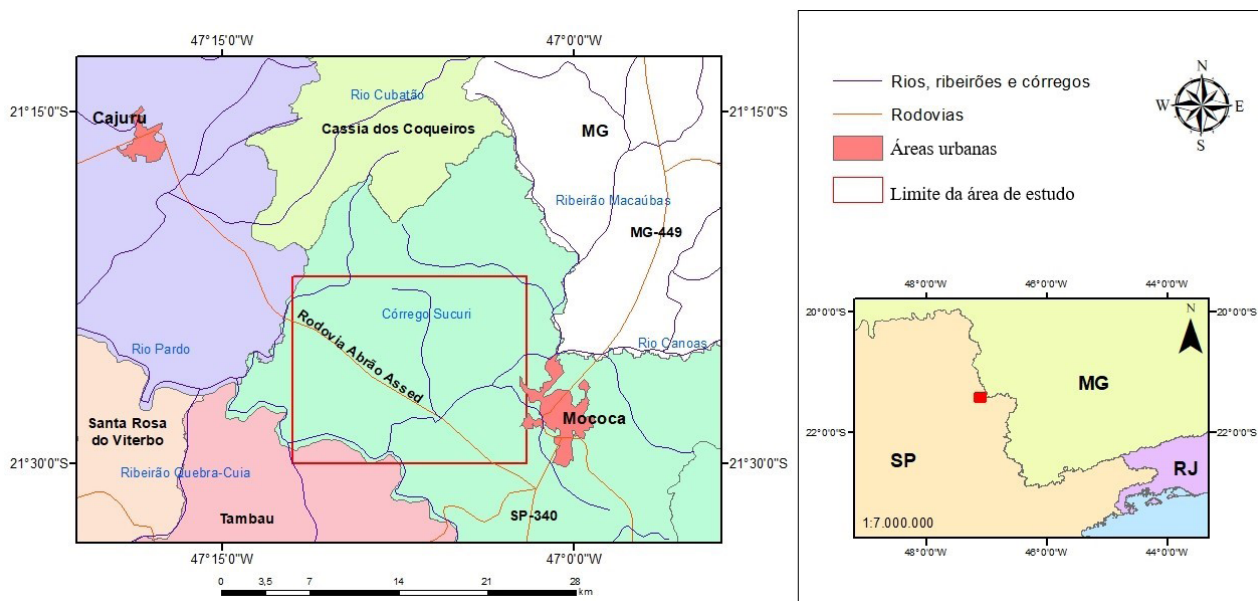 47°15'0"W
47°0'0"W
21°15'0"S
21°15'0"S
Rio Cubatão
Cajuru
Cassia dos Coqueiros
MG
Ribeirão Macaúbas
MG-449
Rodovia Abrão Assed
Córrego Sucuri
Rio Pardo
Rio Canoas
Santa Rosa
do Viterbo
Mococa
Ribeirão Quebra-Cuia
21°30'0"S
21°30'0"S
Tambau
SP-340
47°15'0"W
47°0'0"W
0 3,5 7 14 21 28
km
Rios, ribeirões e córregos
Rodovias
Áreas urbanas
Limite da área de estudo
N
W E
S
48°0'0"W
46°0'0"W
44°0'0"W
20°0'0"S
20°0'0"S
N
MG
22°0'0"S
22°0'0"S
SP
RJ
1:7.000.000
48°0'0"W
46°0'0"W
44°0'0"W